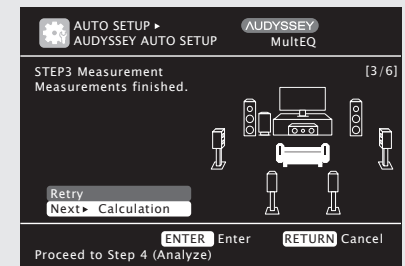 AUTO SETUP ▸
AUDYSSEY AUTO SETUP
AUDYSSEY
MultEQ
STEP3 Measurement
Measurements finished.
[3/6]
Retry
Next▸ Calculation
ENTER Enter
RETURN Cancel
Proceed to Step 4 (Analyze)